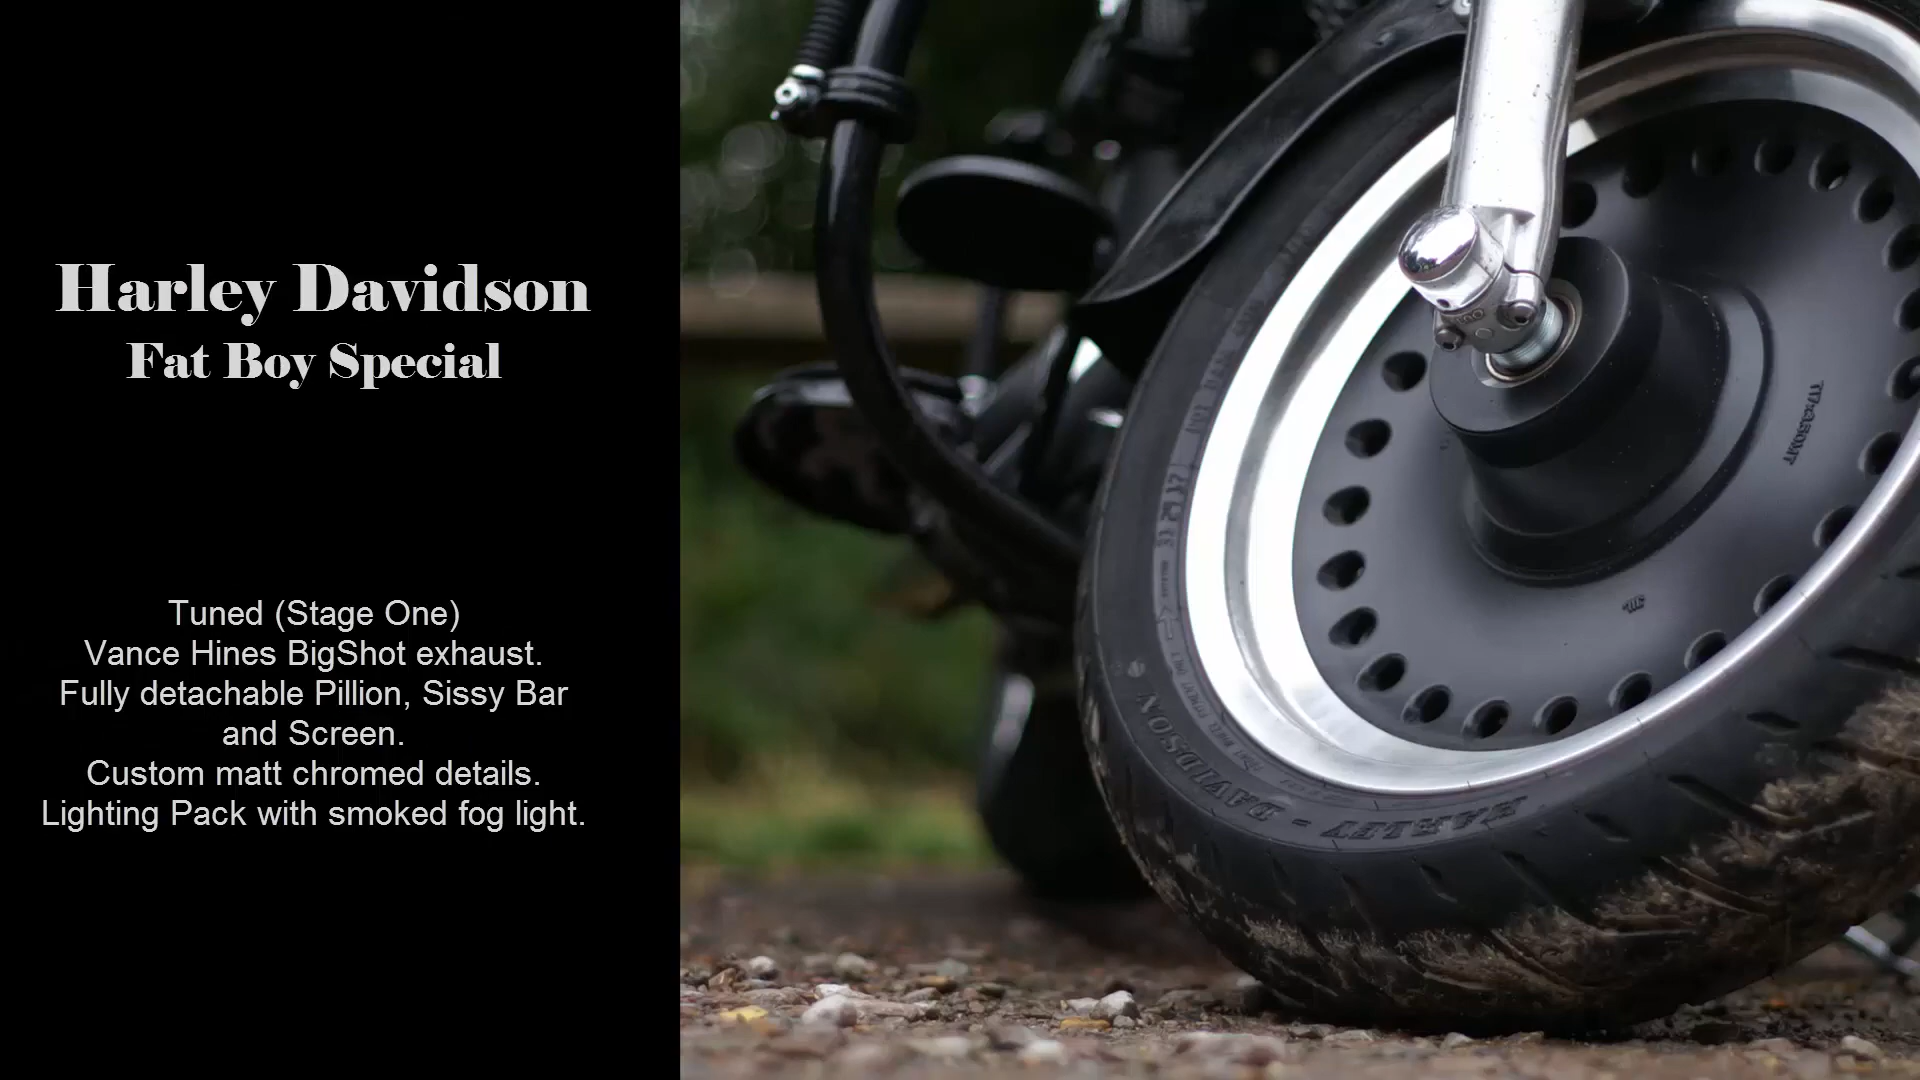 Harley Davidson
Fat Boy Special
Tuned (Stage One)
Vance Hines BigShot exhaust.
Fully detachable Pillion, Sissy Bar
and Screen.
Custom matt chromed details.
Lighting Pack with smoked fog light.
HARLEY - DAVIDSON